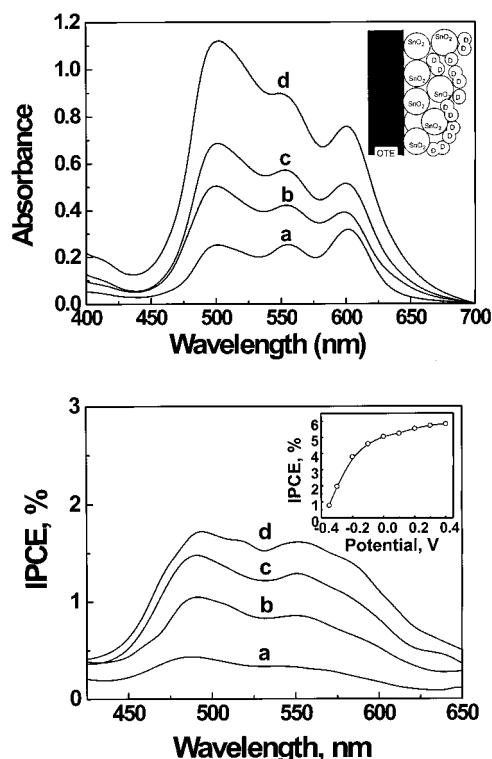 1.2
1.0
0.8
0.6
0.4
0.2
0.0
Absorbance
d
c
b
a
SnO2
SnO2
SnO2
SnO2
SnO2
SnO2
SnO2
D
D
D
D
D
D
D
D
D
D
D
D
OTE
400
450
500
550
600
650
700
Wavelength (nm)
3
2
1
0
IPCE, %
d
c
b
a
6
5
4
3
2
1
0
IPCE, %
-0.4
-0.2
0.0
0.2
0.4
Potential, V
450
500
550
600
650
Wavelength, nm